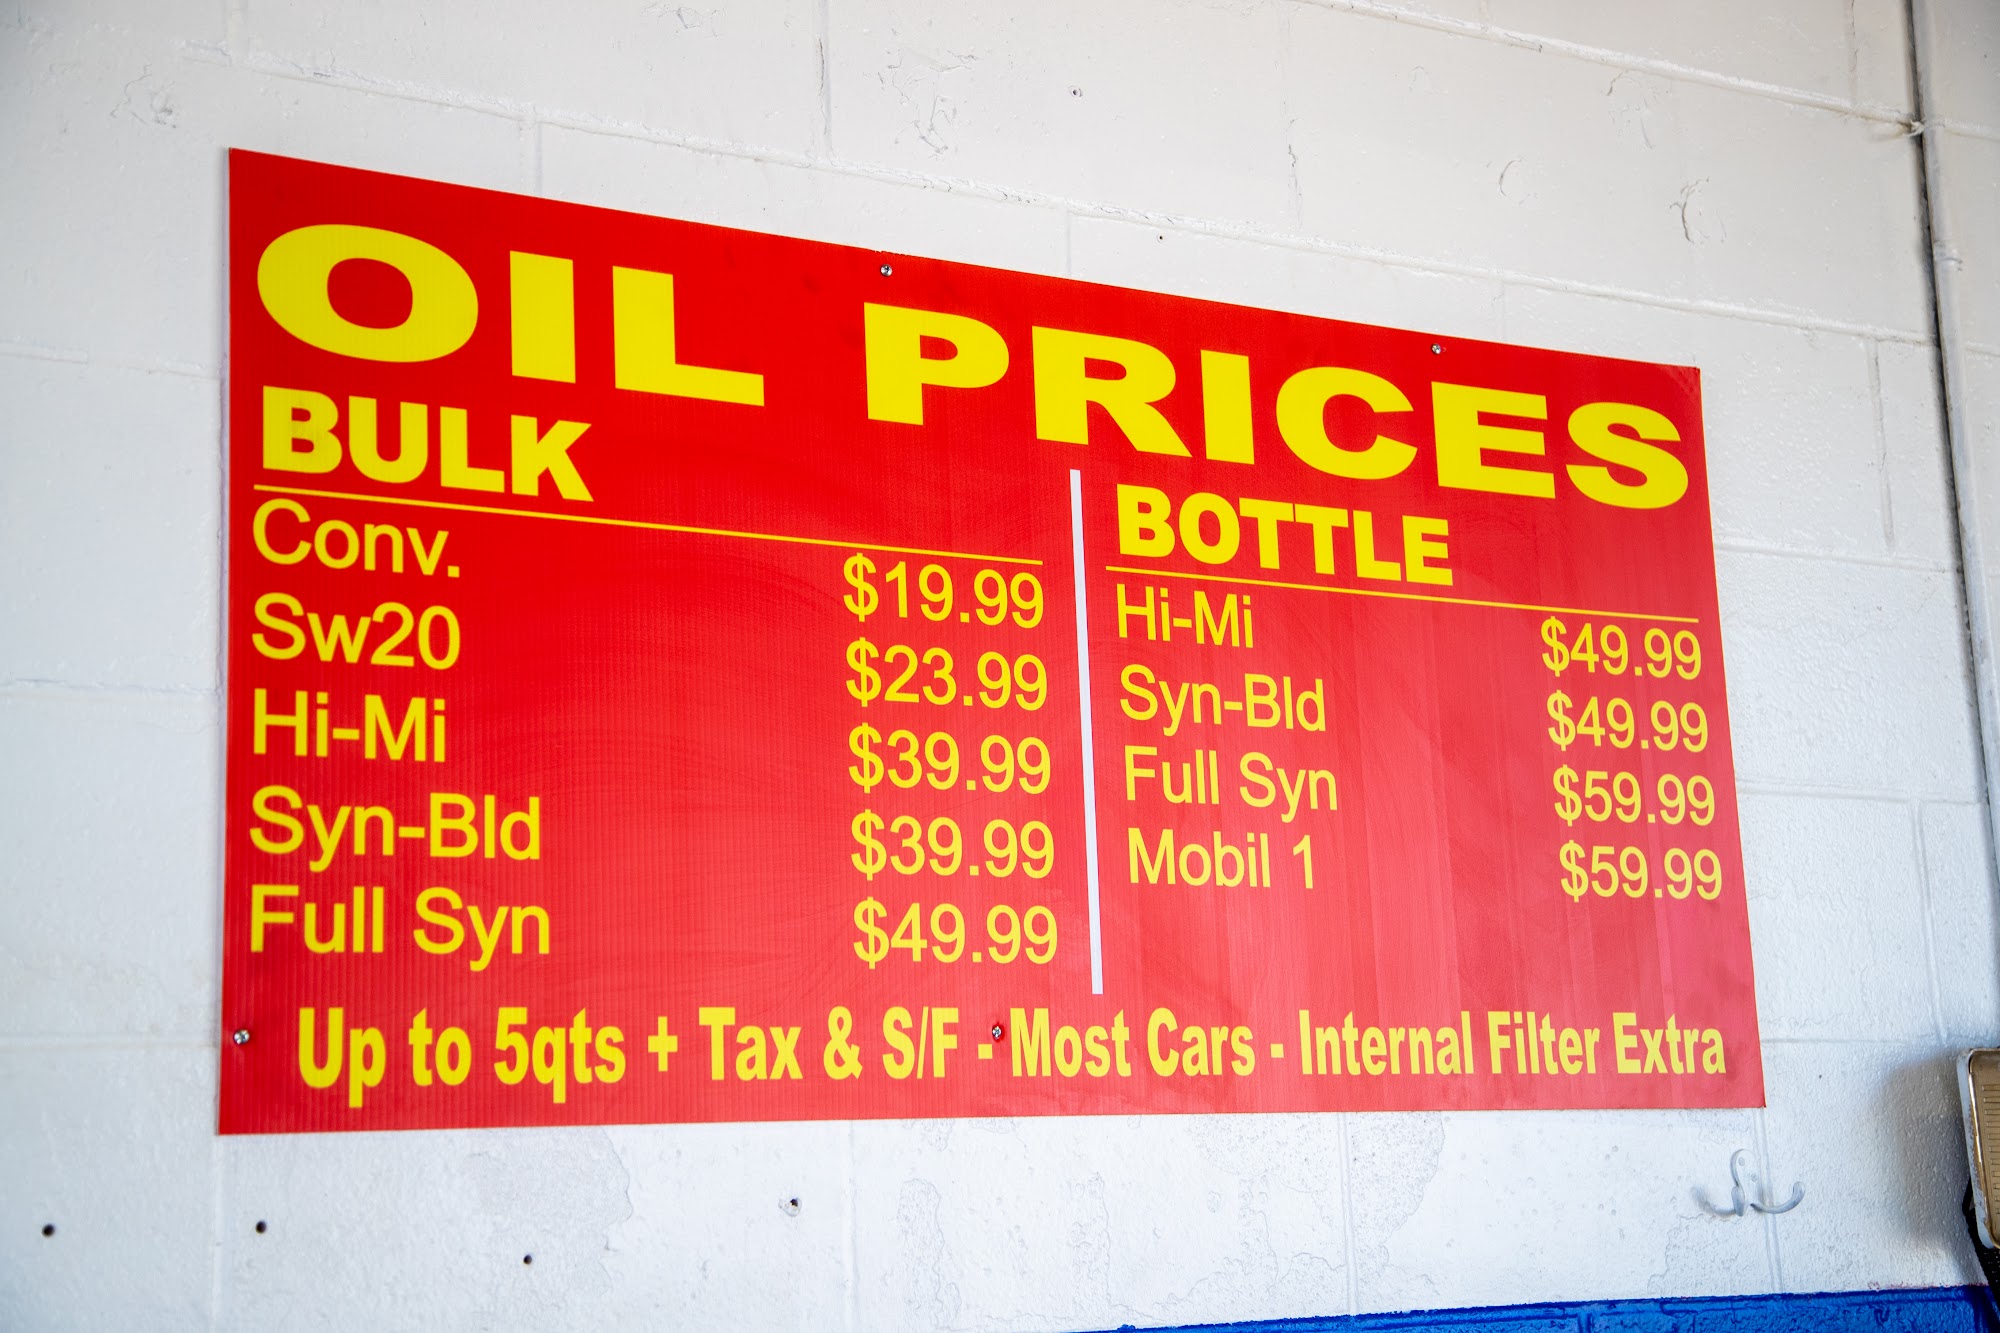 OIL PRICES
BULK
Conv. $19.99
Sw20 $23.99
Hi-Mi $39.99
Syn-Bld $39.99
Full Syn $49.99
BOTTLE
Hi-Mi $49.99
Syn-Bld $49.99
Full Syn $59.99
Mobil 1 $59.99
Up to 5qts + Tax & S/F - Most Cars - Internal Filter Extra